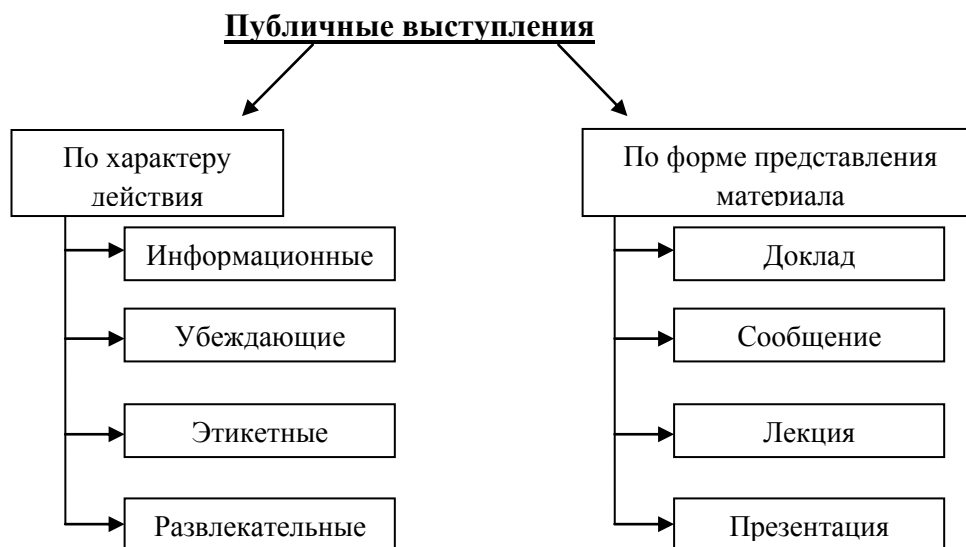 Публичные выступления
По характеру
действия
Информационные
Убеждающие
Этикетные
Развлекательные
По форме представления
материала
Доклад
Сообщение
Лекция
Презентация